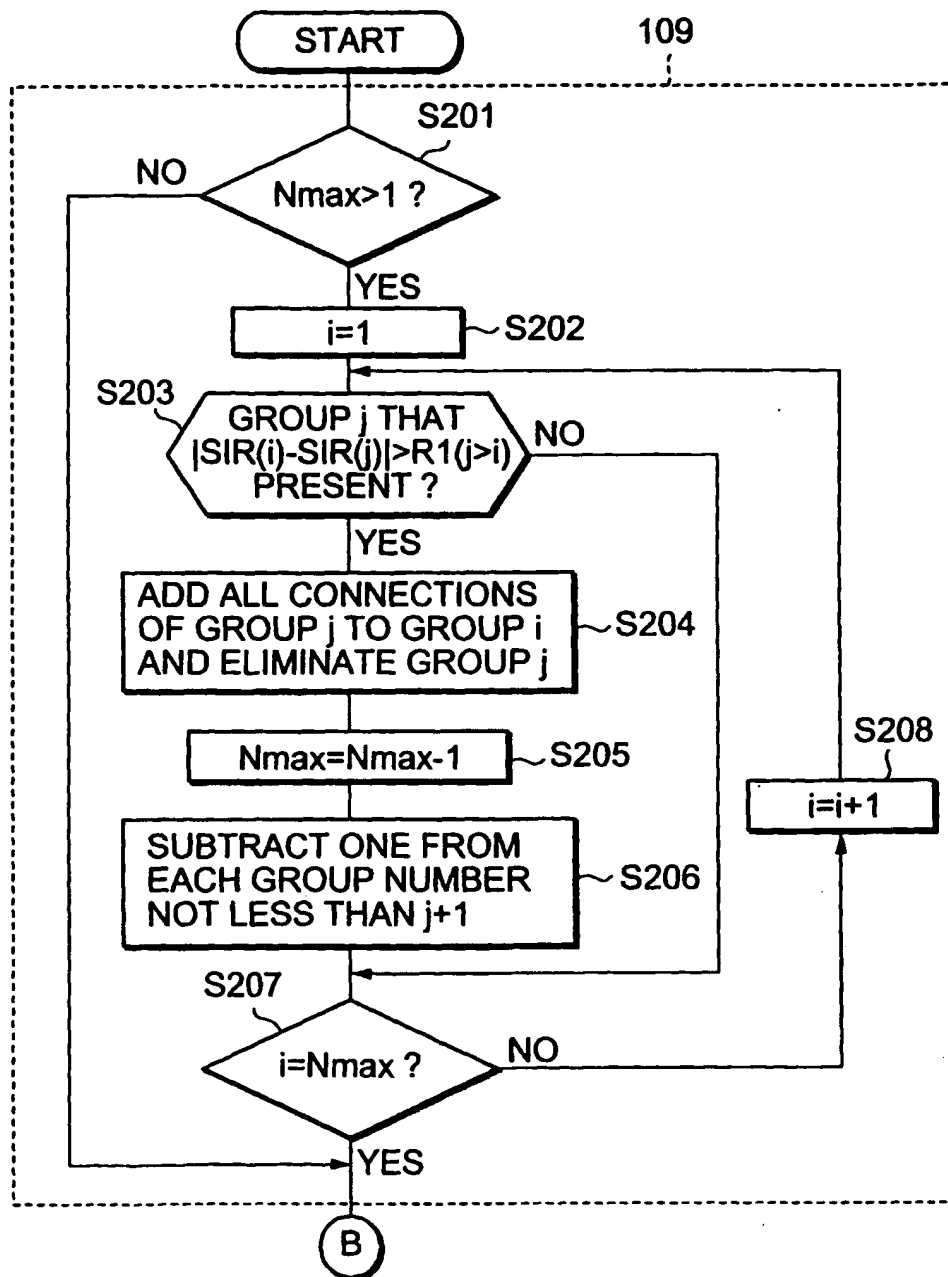 START
109
S201
NO
Nmax>1 ?
YES
i=1
S202
S203
GROUP j THAT
|SIR(i)-SIR(j)|>R1(j>i)
PRESENT ?
NO
YES
ADD ALL CONNECTIONS
OF GROUP j TO GROUP i
AND ELIMINATE GROUP j
S204
Nmax=Nmax-1
S205
S208
i=i+1
SUBTRACT ONE FROM
EACH GROUP NUMBER
NOT LESS THAN j+1
S206
S207
i=Nmax ?
NO
YES
B